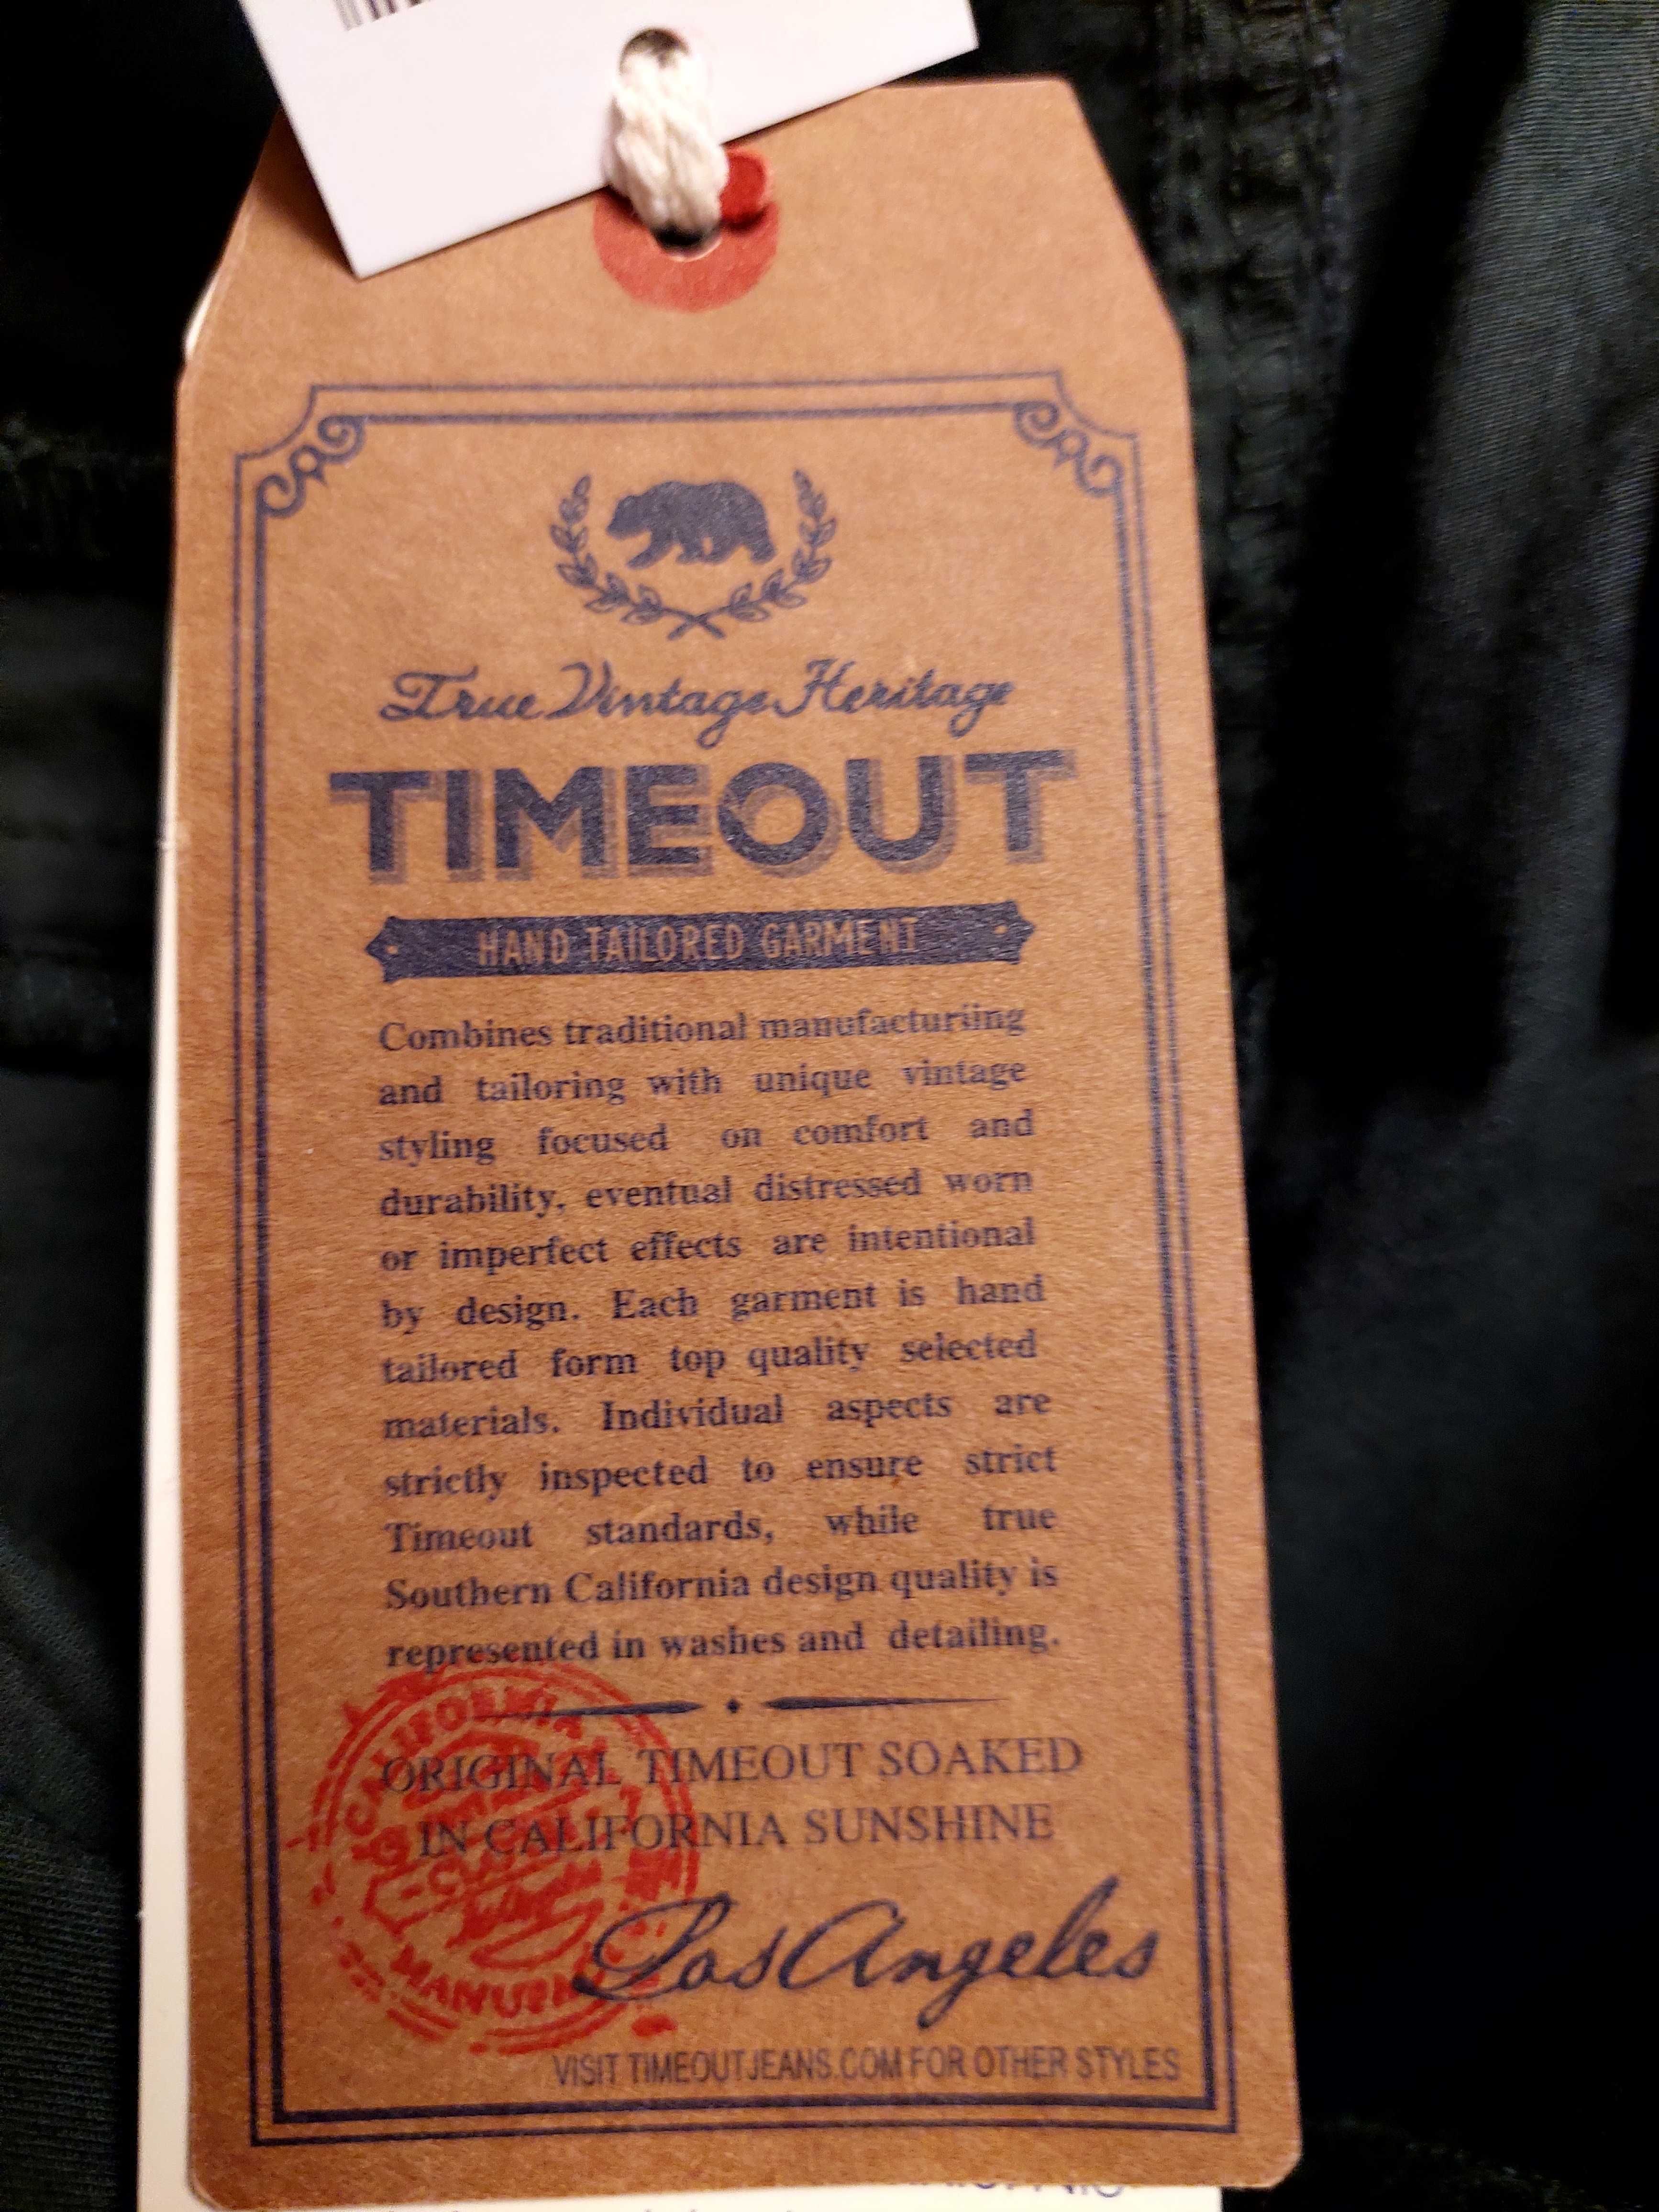 True Vintage Heritage
TIMEOUT
HAND TAILORED GARMENT
Combines traditional manufacturiing
and tailoring with unique vintage
styling focused on comfort and
durability, eventual distressed worn
or imperfect effects are intentional
by design. Each garment is hand
tailored form top quality selected
materials. Individual aspects are
strictly inspected to ensure strict
Timeout standards, while true
Southern California design quality is
represented in washes and detailing.
CALIFORNIA
ORIGINAL TIMEOUT SOAKED
IN CALIFORNIA SUNSHINE
Los Angeles
VISIT TIMEOUTJEANS.COM FOR OTHER STYLES